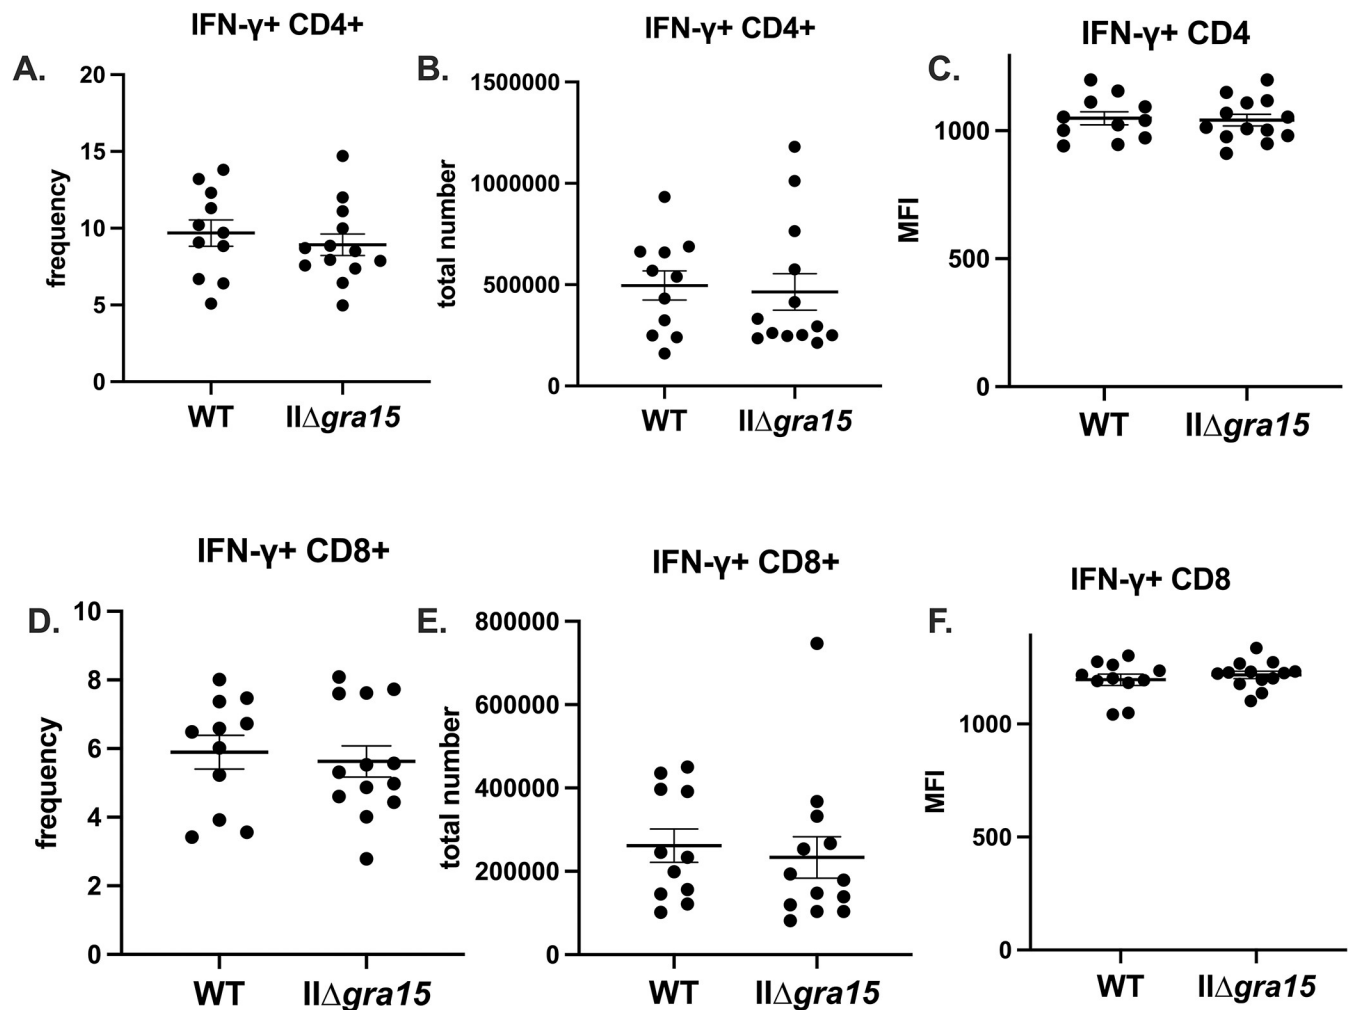 IFN-γ+ CD4+
A.
20
15
10
5
0
frequency
WT
IIΔgra15
IFN-γ+ CD4+
B.
1500000
1000000
500000
0
total number
WT
IIΔgra15
IFN-γ+ CD4
C.
1000
500
0
MFI
WT
IIΔgra15
IFN-γ+ CD8+
D.
10
8
6
4
2
0
frequency
WT
IIΔgra15
IFN-γ+ CD8+
E.
800000
600000
400000
200000
0
total number
WT
IIΔgra15
IFN-γ+ CD8
F.
1000
500
0
MFI
WT
IIΔgra15